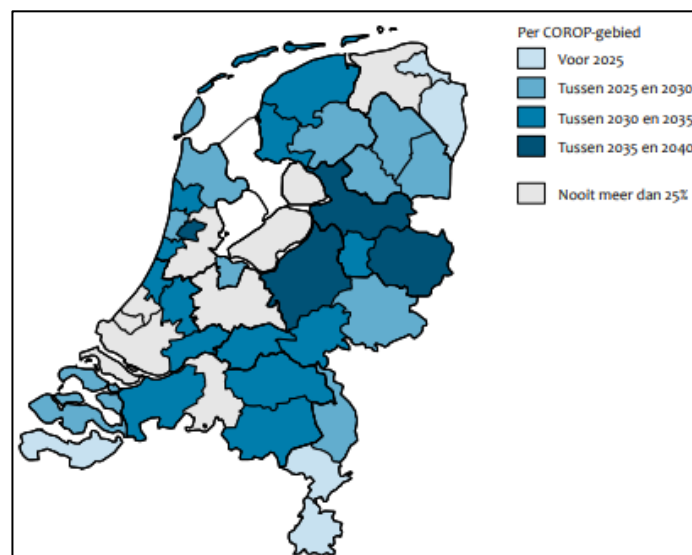 Per COROP-gebied
Voor 2025
Tussen 2025 en 2030
Tussen 2030 en 2035
Tussen 2035 en 2040
Nooit meer dan 25%